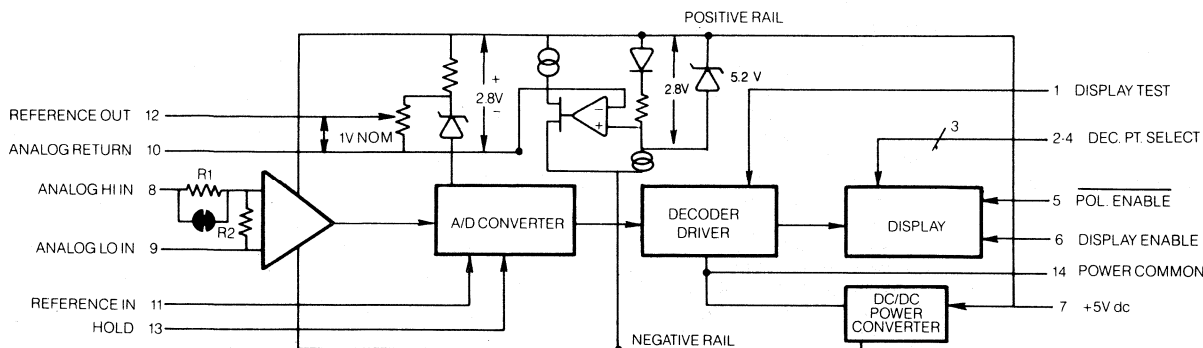 POSITIVE RAIL
+
2.8V
−
2.8V
5.2 V
−
+
REFERENCE OUT 12
1V NOM
ANALOG RETURN 10
ANALOG HI IN 8
R1
R2
ANALOG LO IN 9
A/D CONVERTER
DECODER
DRIVER
DISPLAY
1 DISPLAY TEST
3
2-4 DEC. PT. SELECT
5 POL. ENABLE
6 DISPLAY ENABLE
14 POWER COMMON
REFERENCE IN 11
HOLD 13
DC/DC
POWER
CONVERTER
7 +5V dc
NEGATIVE RAIL